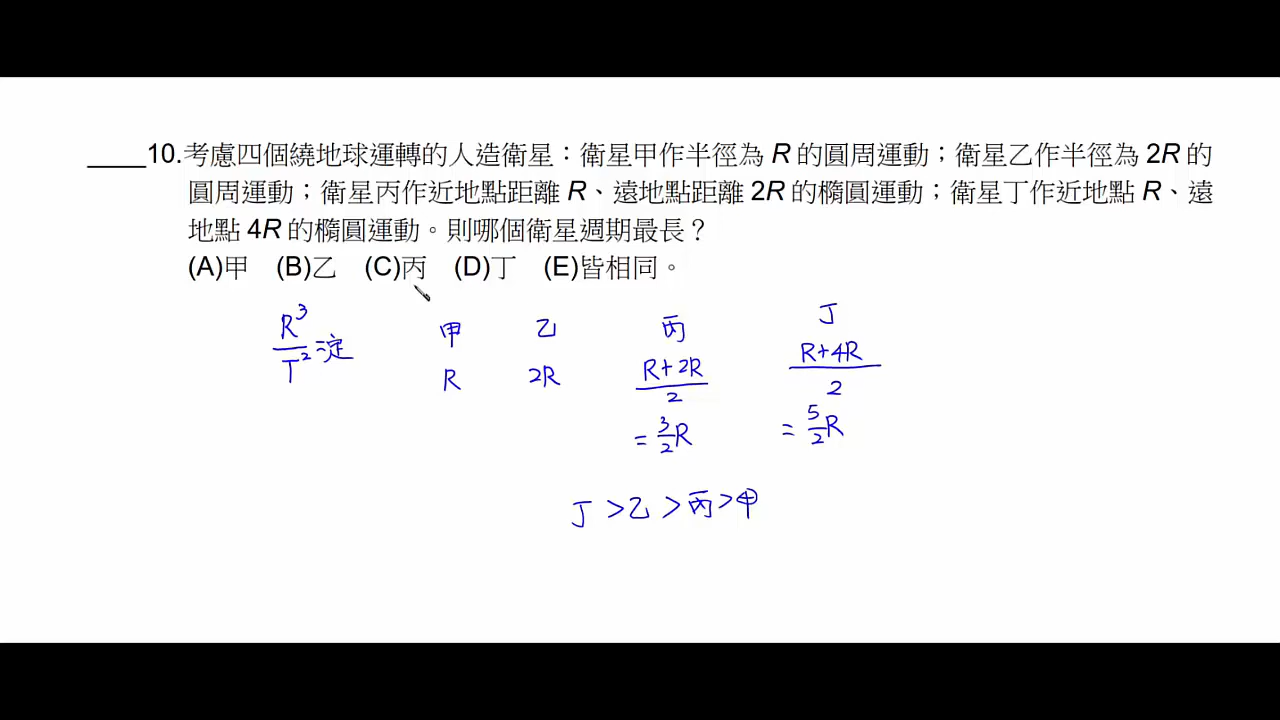 ____10.考慮四個繞地球運轉的人造衛星：衛星甲作半徑為 R 的圓周運動；衛星乙作半徑為 2R 的
圓周運動；衛星丙作近地點距離 R、遠地點距離 2R 的橢圓運動；衛星丁作近地點 R、遠
地點 4R 的橢圓運動。則哪個衛星週期最長？
(A)甲 (B)乙 (C)丙 (D)丁 (E)皆相同。
R³/T² = 定
甲 乙 丙 丁
R 2R (R+2R)/2 (R+4R)/2
= 3/2 R = 5/2 R
丁 > 乙 > 丙 > 甲